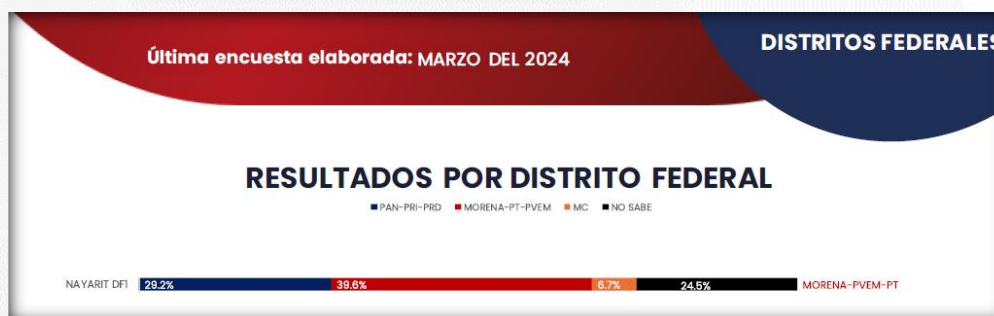 Última encuesta elaborada: MARZO DEL 2024
DISTRITOS FEDERALES
RESULTADOS POR DISTRITO FEDERAL
PAN-PRI-PRD MORENA-PT-PVEM MC NO SABE
NAYARIT DF1 29.2% 39.6% 6.7% 24.5% MORENA-PVEM-PT